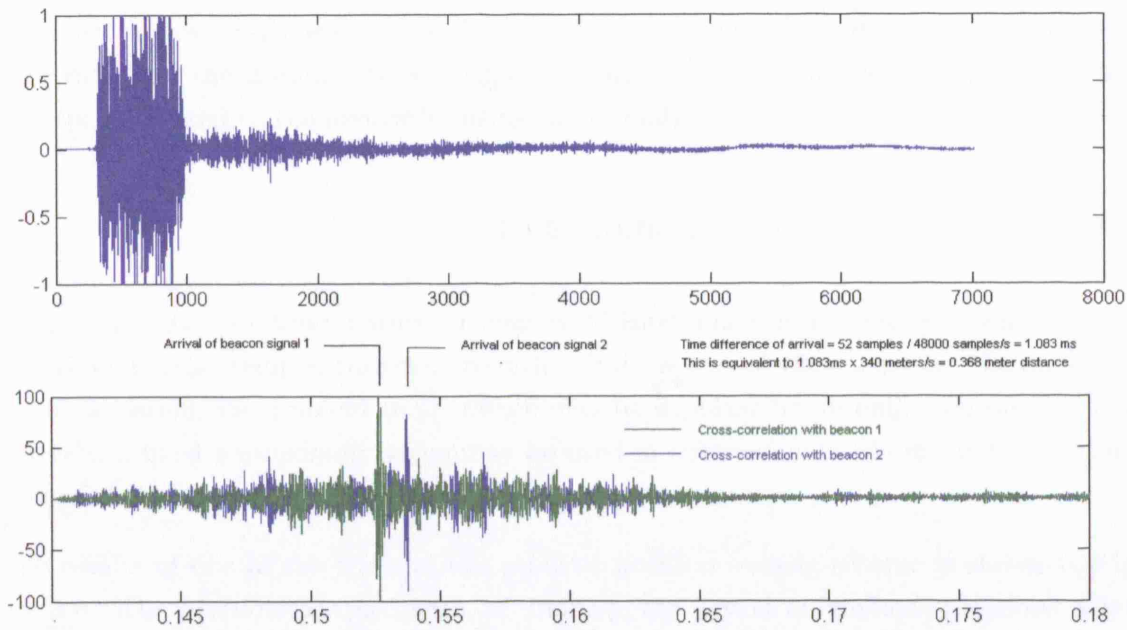 1
0.5
0
-0.5
-1
0 1000 2000 3000 4000 5000 6000 7000 8000
Arrival of beacon signal 1
Arrival of beacon signal 2
Time difference of arrival = 52 samples / 48000 samples/s = 1.083 ms
This is equivalent to 1.083ms x 340 meters/s = 0.368 meter distance
100
50
0
-50
-100
Cross-correlation with beacon 1
Cross-correlation with beacon 2
0.145 0.15 0.155 0.16 0.165 0.17 0.175 0.18